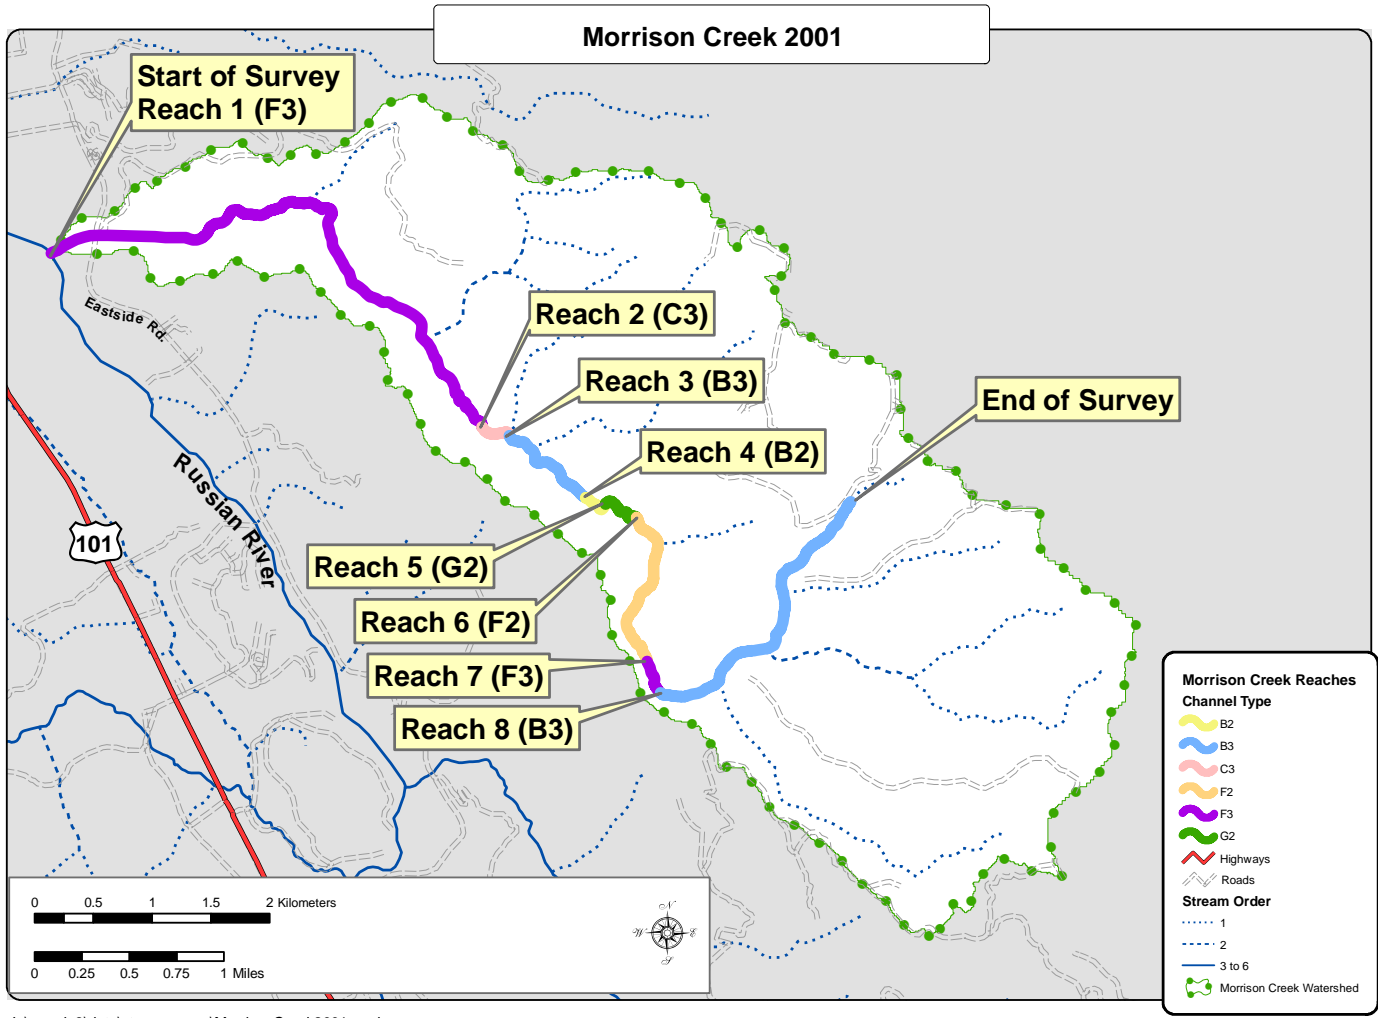 Morrison Creek 2001
Start of Survey
Reach 1 (F3)
Reach 2 (C3)
Reach 3 (B3)
End of Survey
Reach 4 (B2)
Reach 5 (G2)
Reach 6 (F2)
Reach 7 (F3)
Reach 8 (B3)
Eastside Rd.
Russian River
101
Morrison Creek Reaches
Channel Type
B2
B3
C3
F2
F3
G2
Highways
Roads
Stream Order
1
2
3 to 6
Morrison Creek Watershed
0 0.5 1 1.5 2 Kilometers
0 0.25 0.5 0.75 1 Miles
N
W E
S